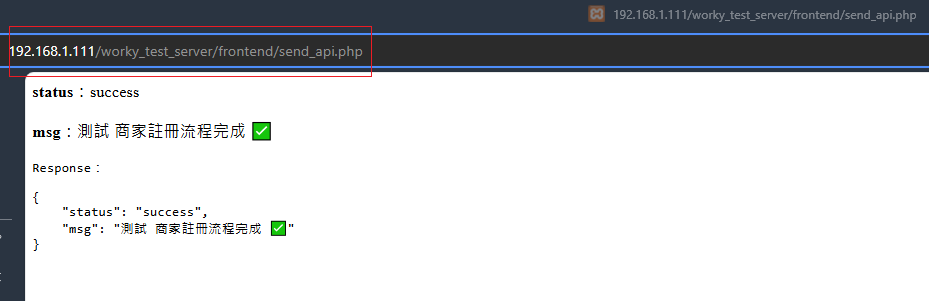 192.168.1.111/worky_test_server/frontend/send_api.php
192.168.1.111/worky_test_server/frontend/send_api.php
status：success
msg：測試 商家註冊流程完成 ✅
Response：
{
    "status": "success",
    "msg": "測試 商家註冊流程完成 ✅"
}